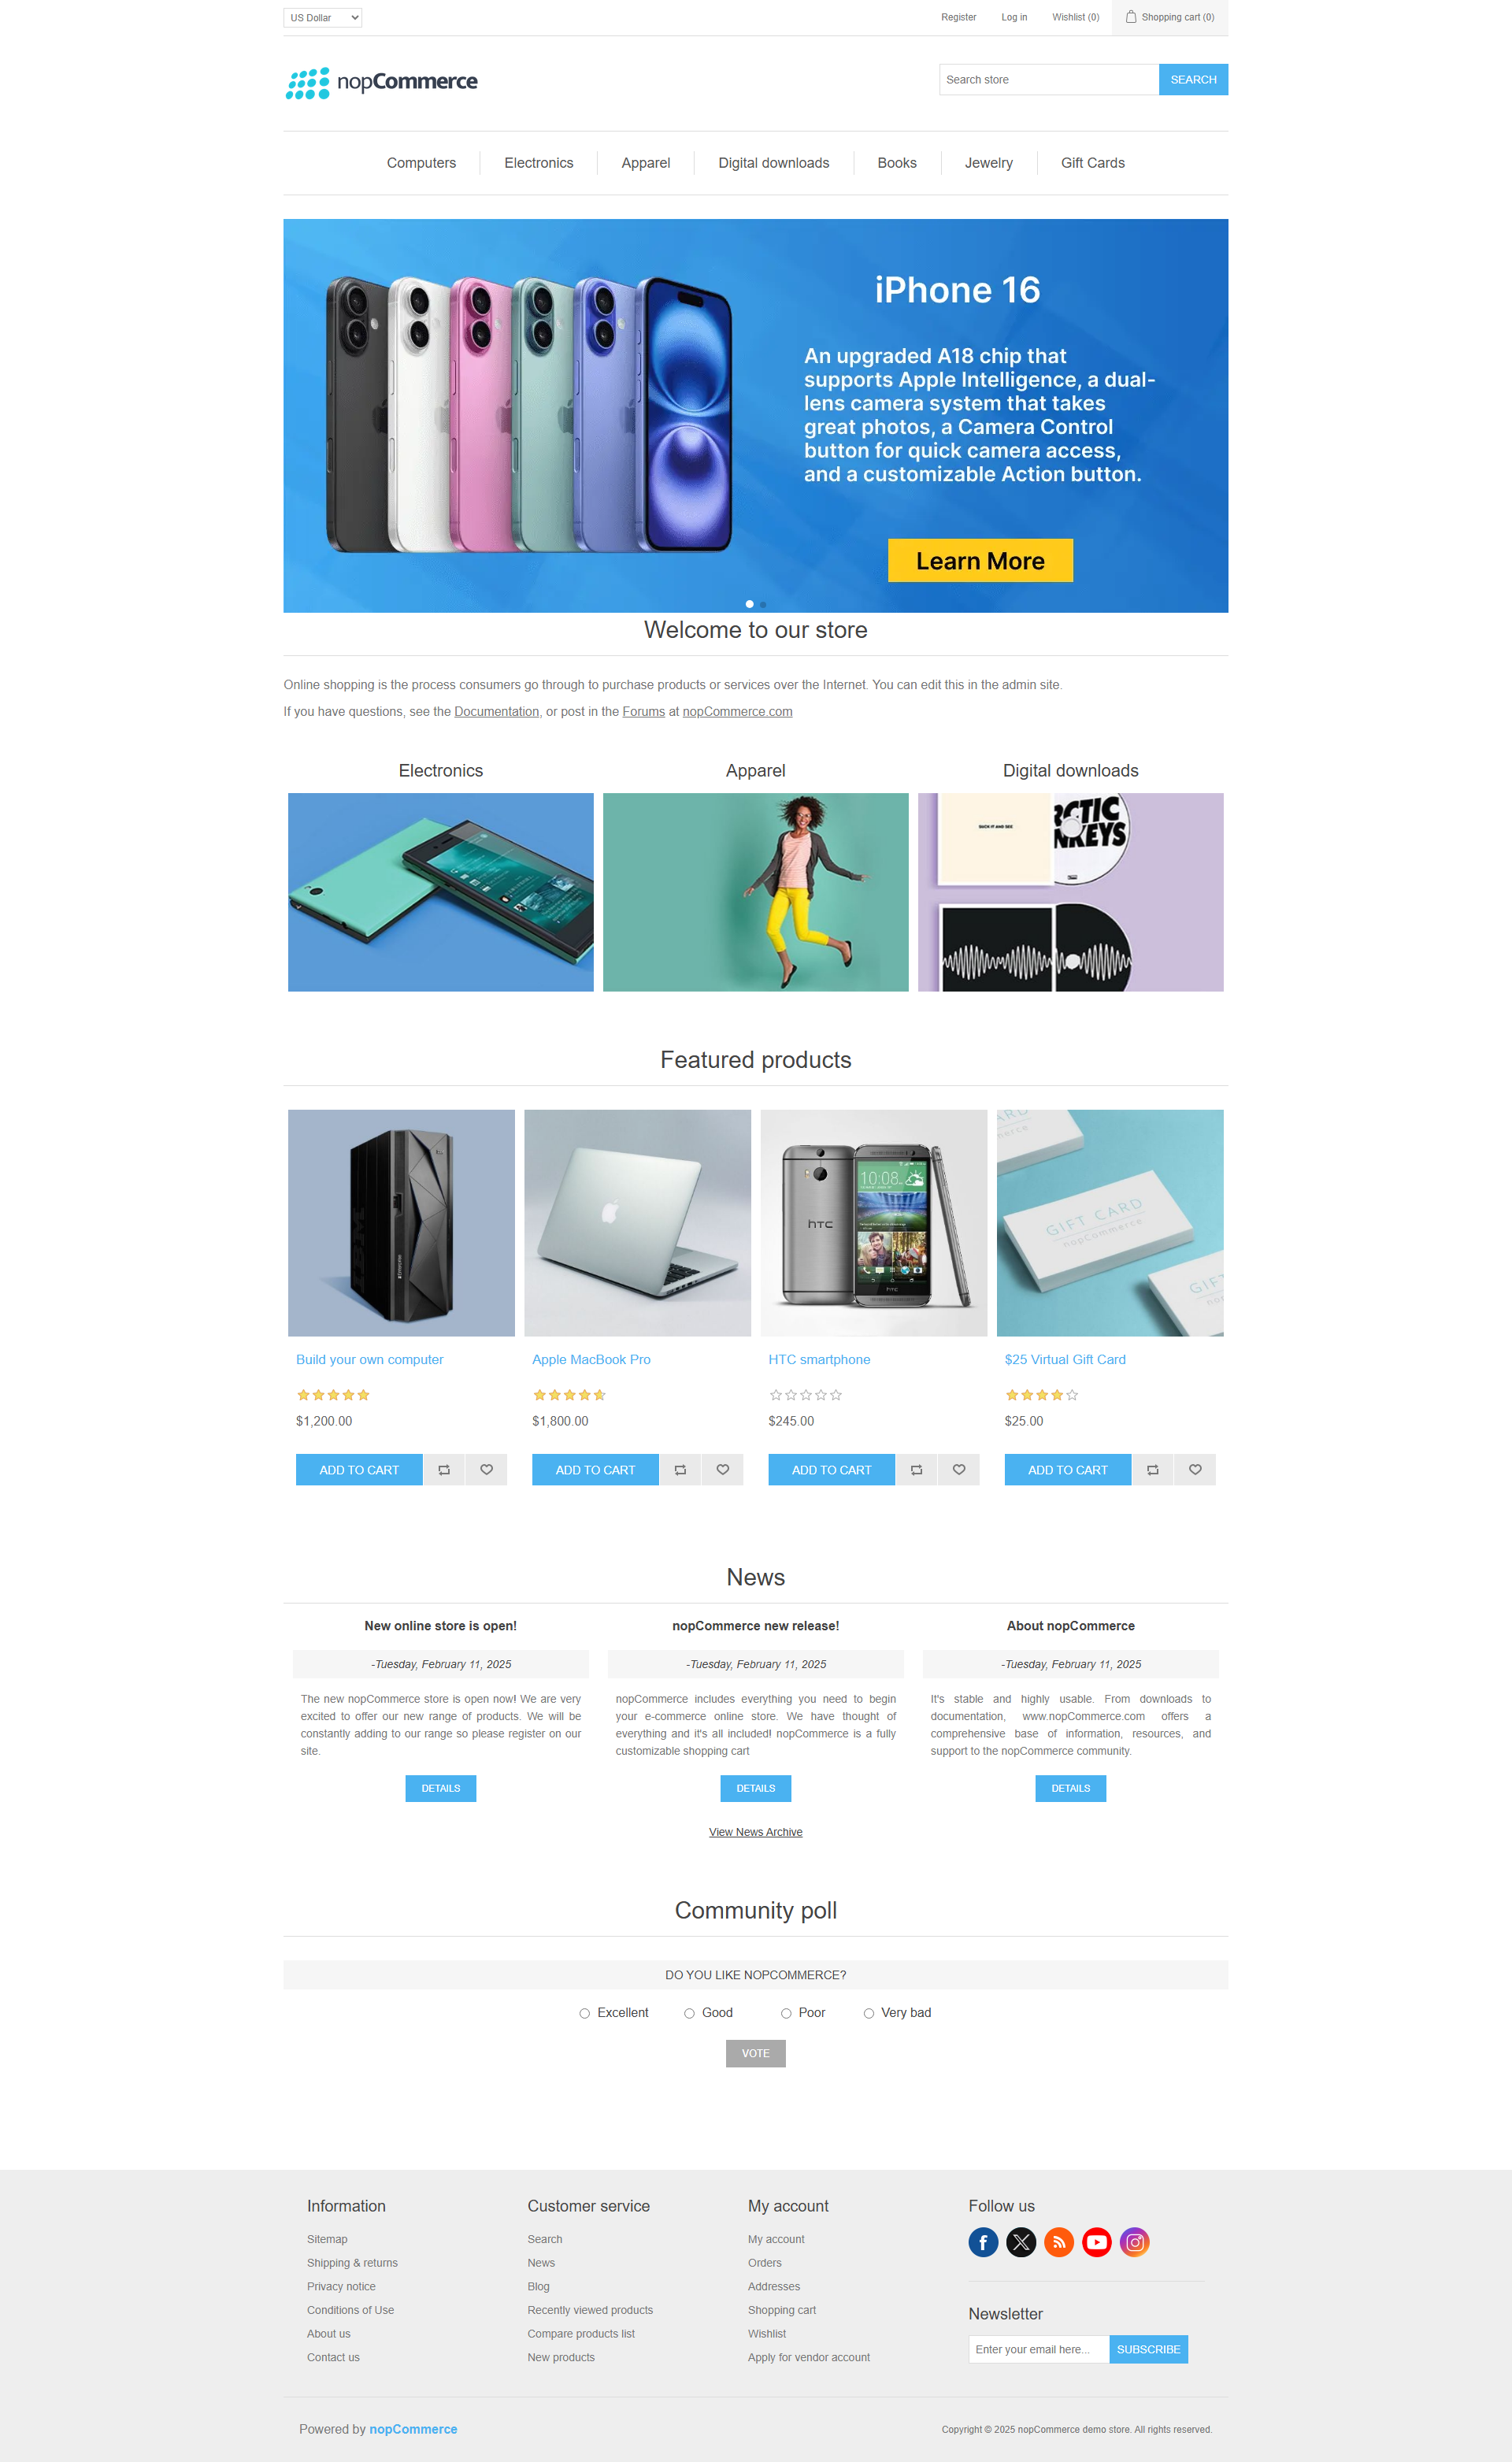 US Dollar
Register
Log in
Wishlist (0)
Shopping cart (0)
nopCommerce
Search store
SEARCH
Computers
Electronics
Apparel
Digital downloads
Books
Jewelry
Gift Cards
iPhone 16
An upgraded A18 chip that
supports Apple Intelligence, a dual-
lens camera system that takes
great photos, a Camera Control
button for quick camera access,
and a customizable Action button.
Learn More
Welcome to our store
Online shopping is the process consumers go through to purchase products or services over the Internet. You can edit this in the admin site.
If you have questions, see the Documentation, or post in the Forums at nopCommerce.com
Electronics
Apparel
Digital downloads
SUCK IT AND SEE
RCTIC
NKEYS
Featured products
10:08
hTC
hTC
GIFT CARD
nopCommerce
GIFT
Build your own computer
$1,200.00
ADD TO CART
Apple MacBook Pro
$1,800.00
ADD TO CART
HTC smartphone
$245.00
ADD TO CART
$25 Virtual Gift Card
$25.00
ADD TO CART
News
New online store is open!
-Tuesday, February 11, 2025
The new nopCommerce store is open now! We are very
excited to offer our new range of products. We will be
constantly adding to our range so please register on our
site.
DETAILS
nopCommerce new release!
-Tuesday, February 11, 2025
nopCommerce includes everything you need to begin
your e-commerce online store. We have thought of
everything and it's all included! nopCommerce is a fully
customizable shopping cart
DETAILS
About nopCommerce
-Tuesday, February 11, 2025
It's stable and highly usable. From downloads to
documentation, www.nopCommerce.com offers a
comprehensive base of information, resources, and
support to the nopCommerce community.
DETAILS
View News Archive
Community poll
DO YOU LIKE NOPCOMMERCE?
Excellent
Good
Poor
Very bad
VOTE
Information
Sitemap
Shipping & returns
Privacy notice
Conditions of Use
About us
Contact us
Customer service
Search
News
Blog
Recently viewed products
Compare products list
New products
My account
My account
Orders
Addresses
Shopping cart
Wishlist
Apply for vendor account
Follow us
Newsletter
Enter your email here...
SUBSCRIBE
Powered by nopCommerce
Copyright © 2025 nopCommerce demo store. All rights reserved.